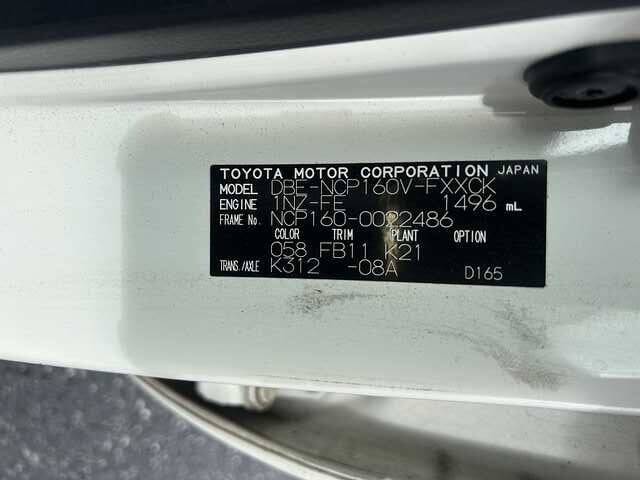 TOYOTA MOTOR CORPORATION JAPAN
MODEL DBE-NCP160V-FXXCK
ENGINE 1NZ-FE 1496 mL
FRAME No. NCP160-0022486
COLOR TRIM PLANT OPTION
058 FB11 K21
TRANS./AXLE K312 -08A D165